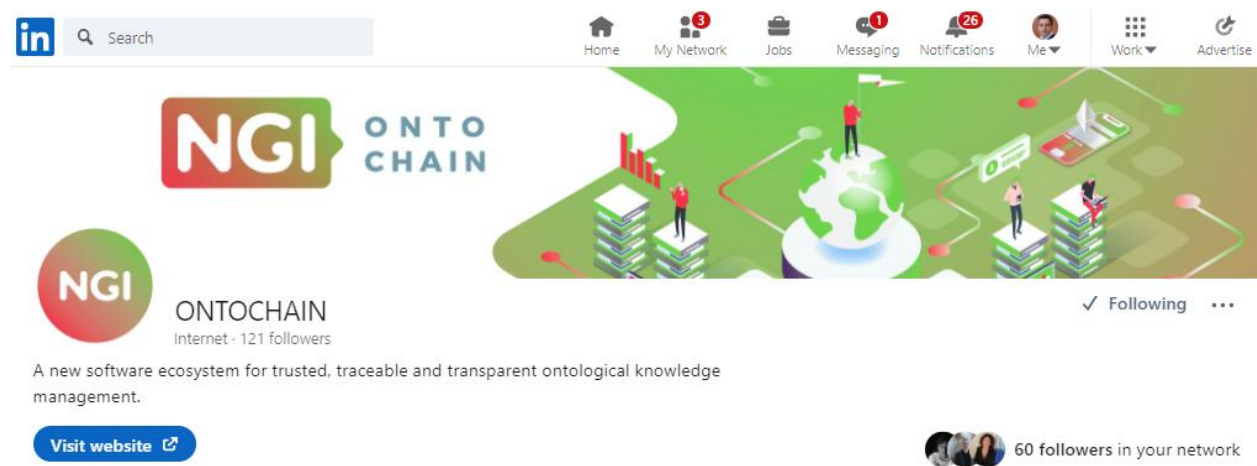 in
Search
Home
3
My Network
Jobs
1
Messaging
26
Notifications
Me
Work
Advertise
NGI
ONTO
CHAIN
NGI
ONTOCHAIN
Internet · 121 followers
Following
A new software ecosystem for trusted, traceable and transparent ontological knowledge
management.
Visit website
60 followers in your network